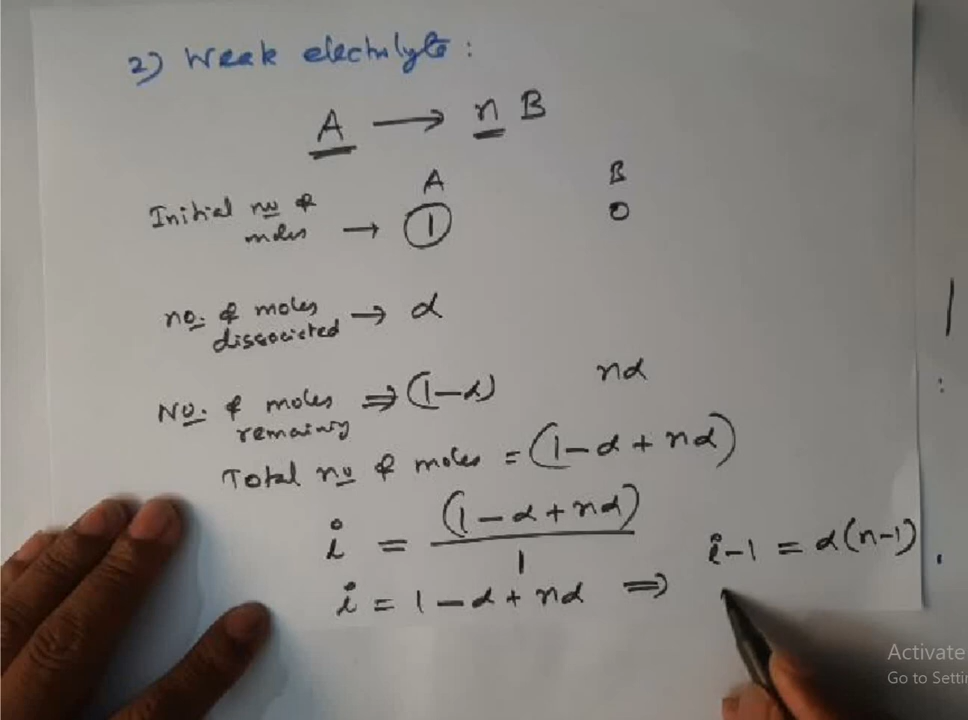 2) Weak electrolyte :
A → n B
A B
Initial no of moles → 1 0
no. of moles dissociated → α
No. of moles remaining ⇒ (1-α) nα
Total no of moles = (1-α + nα)
i = (1-α+nα) / 1
i = 1-α+nα ⇒ i-1 = α(n-1)
Activate
Go to Settin